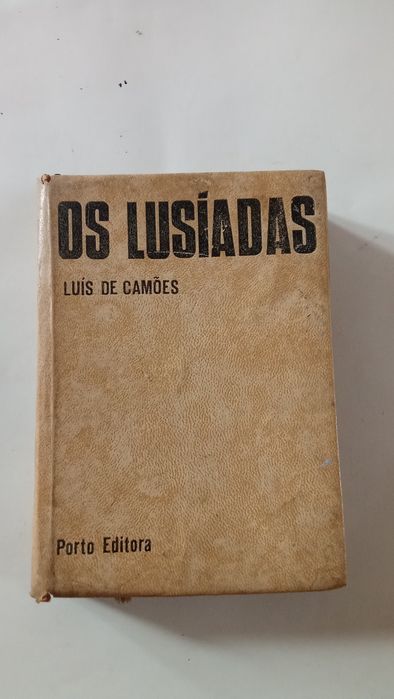 OS LUSÍADAS
LUÍS DE CAMÕES
Porto Editora